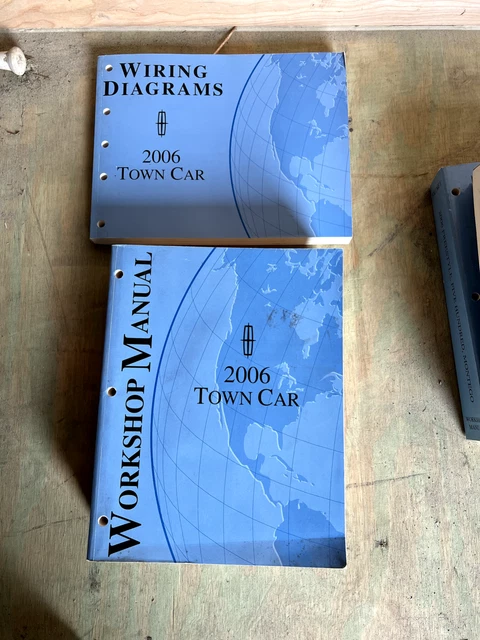 WIRING
DIAGRAMS
2006
TOWN CAR
WORKSHOP MANUAL
2006
TOWN CAR